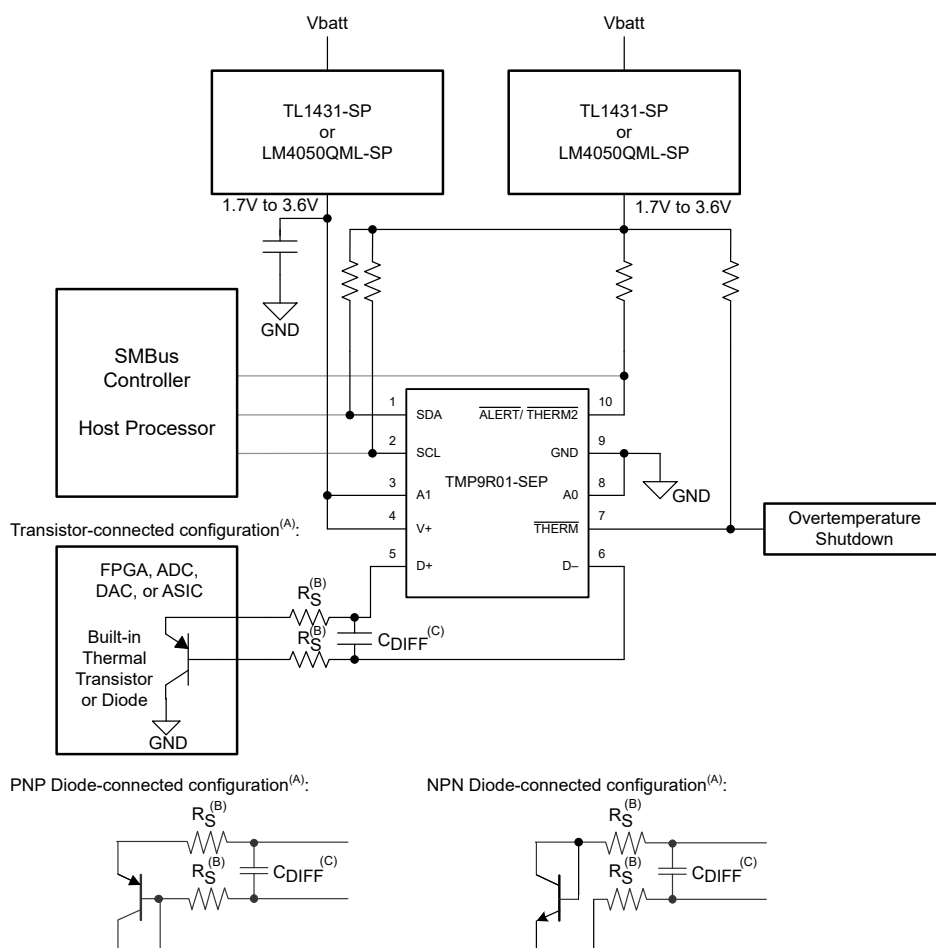 Vbatt
Vbatt
TL1431-SP
or
LM4050QML-SP
TL1431-SP
or
LM4050QML-SP
1.7V to 3.6V
1.7V to 3.6V
GND
SMBus
Controller
Host Processor
1
SDA
2
SCL
3
A1
4
V+
5
D+
TMP9R01-SEP
ALERT/ THERM2
10
GND
9
A0
8
THERM
7
D–
6
GND
Overtemperature
Shutdown
Transistor-connected configuration(A):
FPGA, ADC,
DAC, or ASIC
Built-in
Thermal
Transistor
or Diode
GND
RS(B)
RS(B)
CDIFF(C)
PNP Diode-connected configuration(A):
RS(B)
RS(B)
CDIFF(C)
NPN Diode-connected configuration(A):
RS(B)
RS(B)
CDIFF(C)